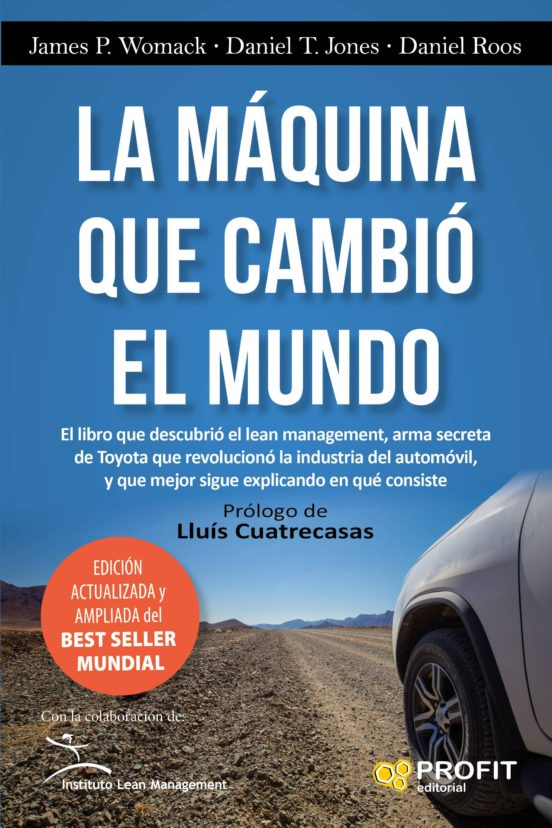 James P. Womack · Daniel T. Jones · Daniel Roos
LA MÁQUINA
QUE CAMBIÓ
EL MUNDO
El libro que descubrió el lean management, arma secreta
de Toyota que revolucionó la industria del automóvil,
y que mejor sigue explicando en qué consiste
Prólogo de
Lluís Cuatrecasas
EDICIÓN
ACTUALIZADA y
AMPLIADA del
BEST SELLER
MUNDIAL
Con la colaboración de:
Instituto Lean Management
PROFIT
editorial